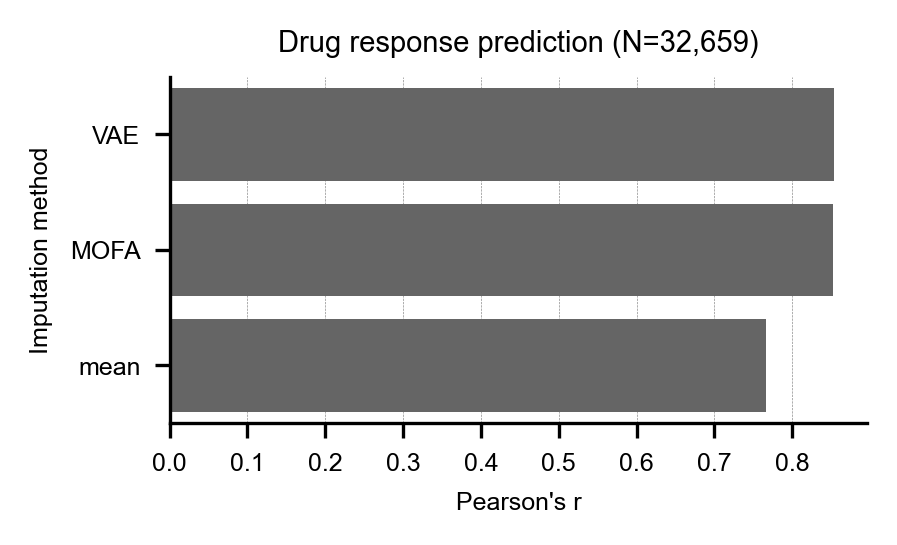 Drug response prediction (N=32,659)
Imputation method
VAE
MOFA
mean
0.0 0.1 0.2 0.3 0.4 0.5 0.6 0.7 0.8
Pearson's r